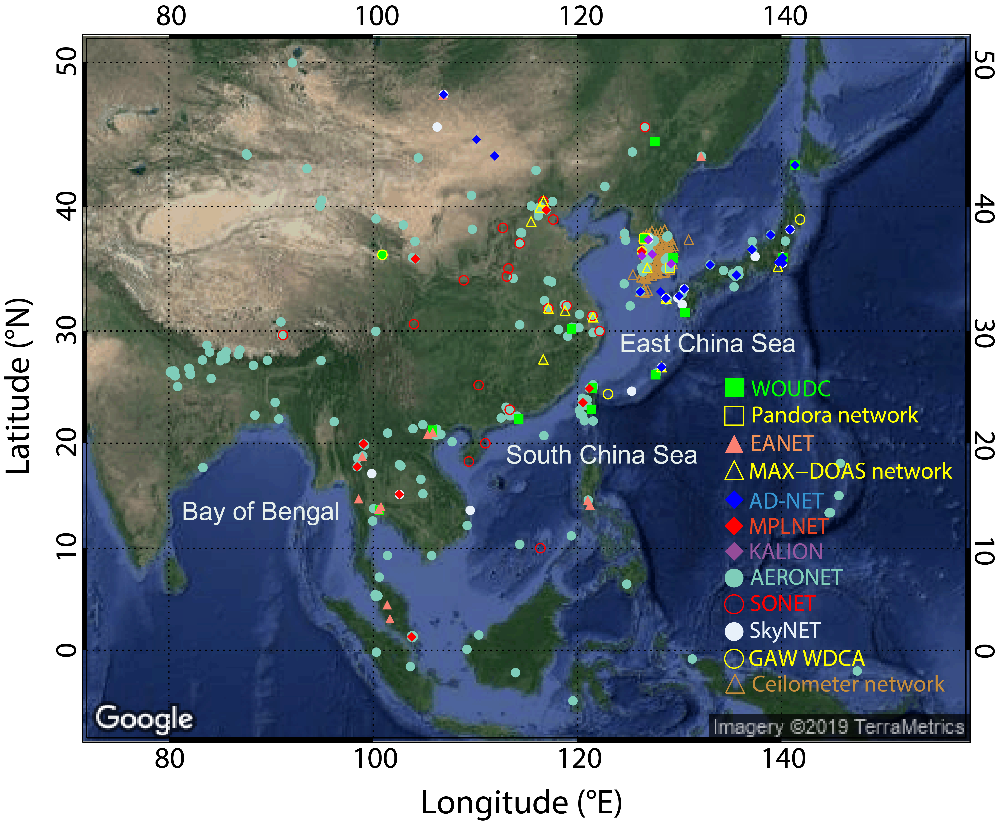 80 100 120 140
50 50
40 40
30 30
20 20
10 10
0 0
Latitude (°N)
East China Sea
South China Sea
Bay of Bengal
WOUDC
Pandora network
EANET
MAX–DOAS network
AD-NET
MPLNET
KALION
AERONET
SONET
SkyNET
GAW WDCA
Ceilometer network
Google
Imagery ©2019 TerraMetrics
80 100 120 140
Longitude (°E)